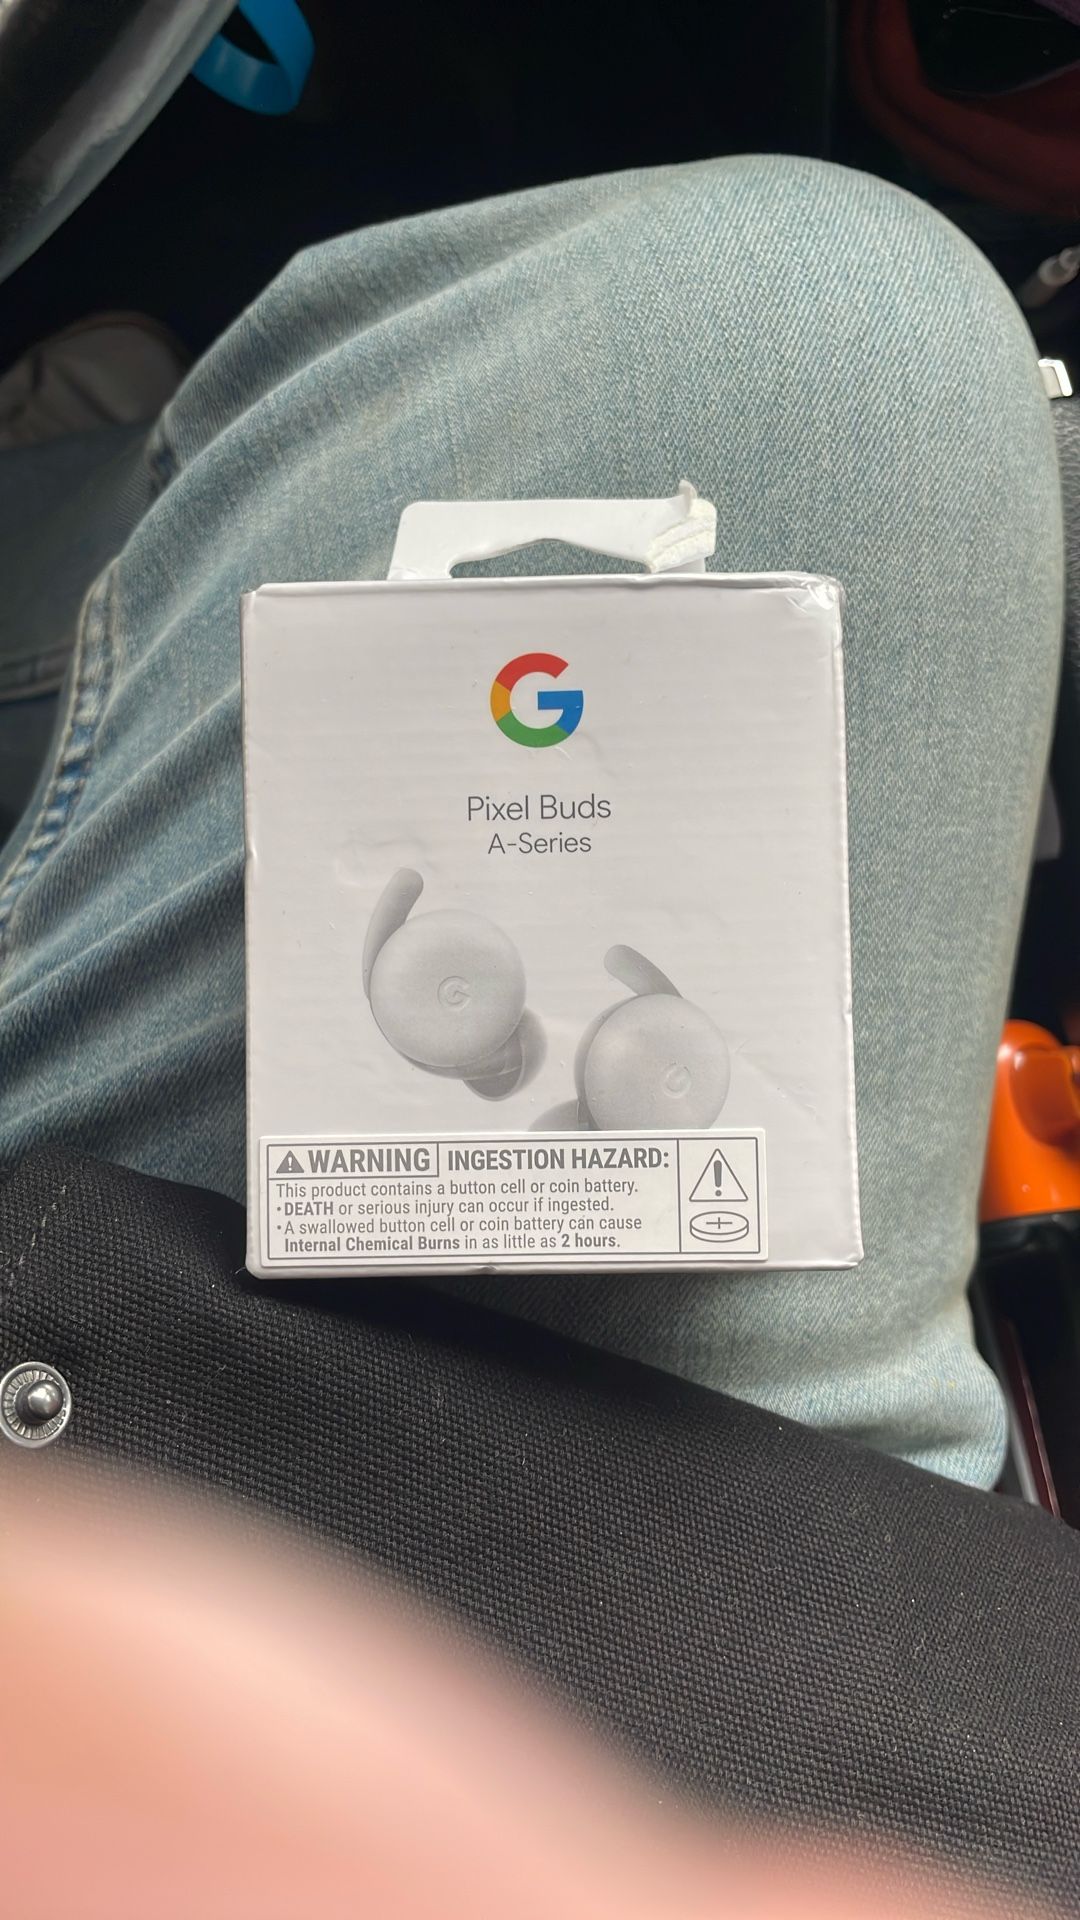 G
Pixel Buds
A-Series
G
G
WARNING INGESTION HAZARD:
This product contains a button cell or coin battery.
•DEATH or serious injury can occur if ingested.
•A swallowed button cell or coin battery can cause
Internal Chemical Burns in as little as 2 hours.